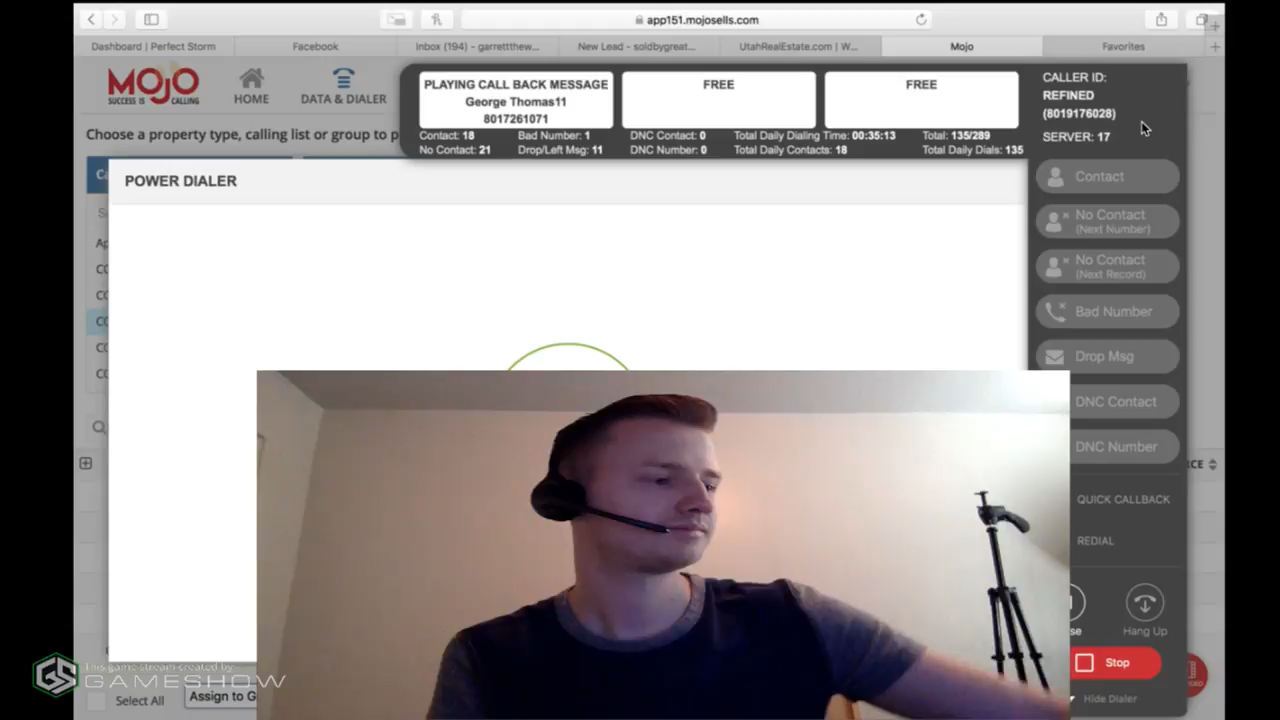 app151.mojosells.com
Dashboard | Perfect Storm
Facebook
Inbox (194) – garrettthew...
New Lead - soldbygreat...
UtahRealEstate.com | W...
Mojo
Favorites
MOJO
SUCCESS IS CALLING
HOME
DATA & DIALER
PLAYING CALL BACK MESSAGE
George Thomas11
8017261071
FREE
FREE
CALLER ID:
REFINED
(8019176028)
SERVER: 17
Contact: 18
Bad Number: 1
DNC Contact: 0
Total Daily Dialing Time: 00:35:13
Total: 135/289
No Contact: 21
Drop/Left Msg: 11
DNC Number: 0
Total Daily Contacts: 18
Total Daily Dials: 135
Choose a property type, calling list or group to p
POWER DIALER
Contact
No Contact
(Next Number)
No Contact
(Next Record)
Bad Number
Drop Msg
DNC Contact
DNC Number
QUICK CALLBACK
REDIAL
Hang Up
Stop
Hide Dialer
This game stream created by
GS GAMESHOW
Select All
Assign to G